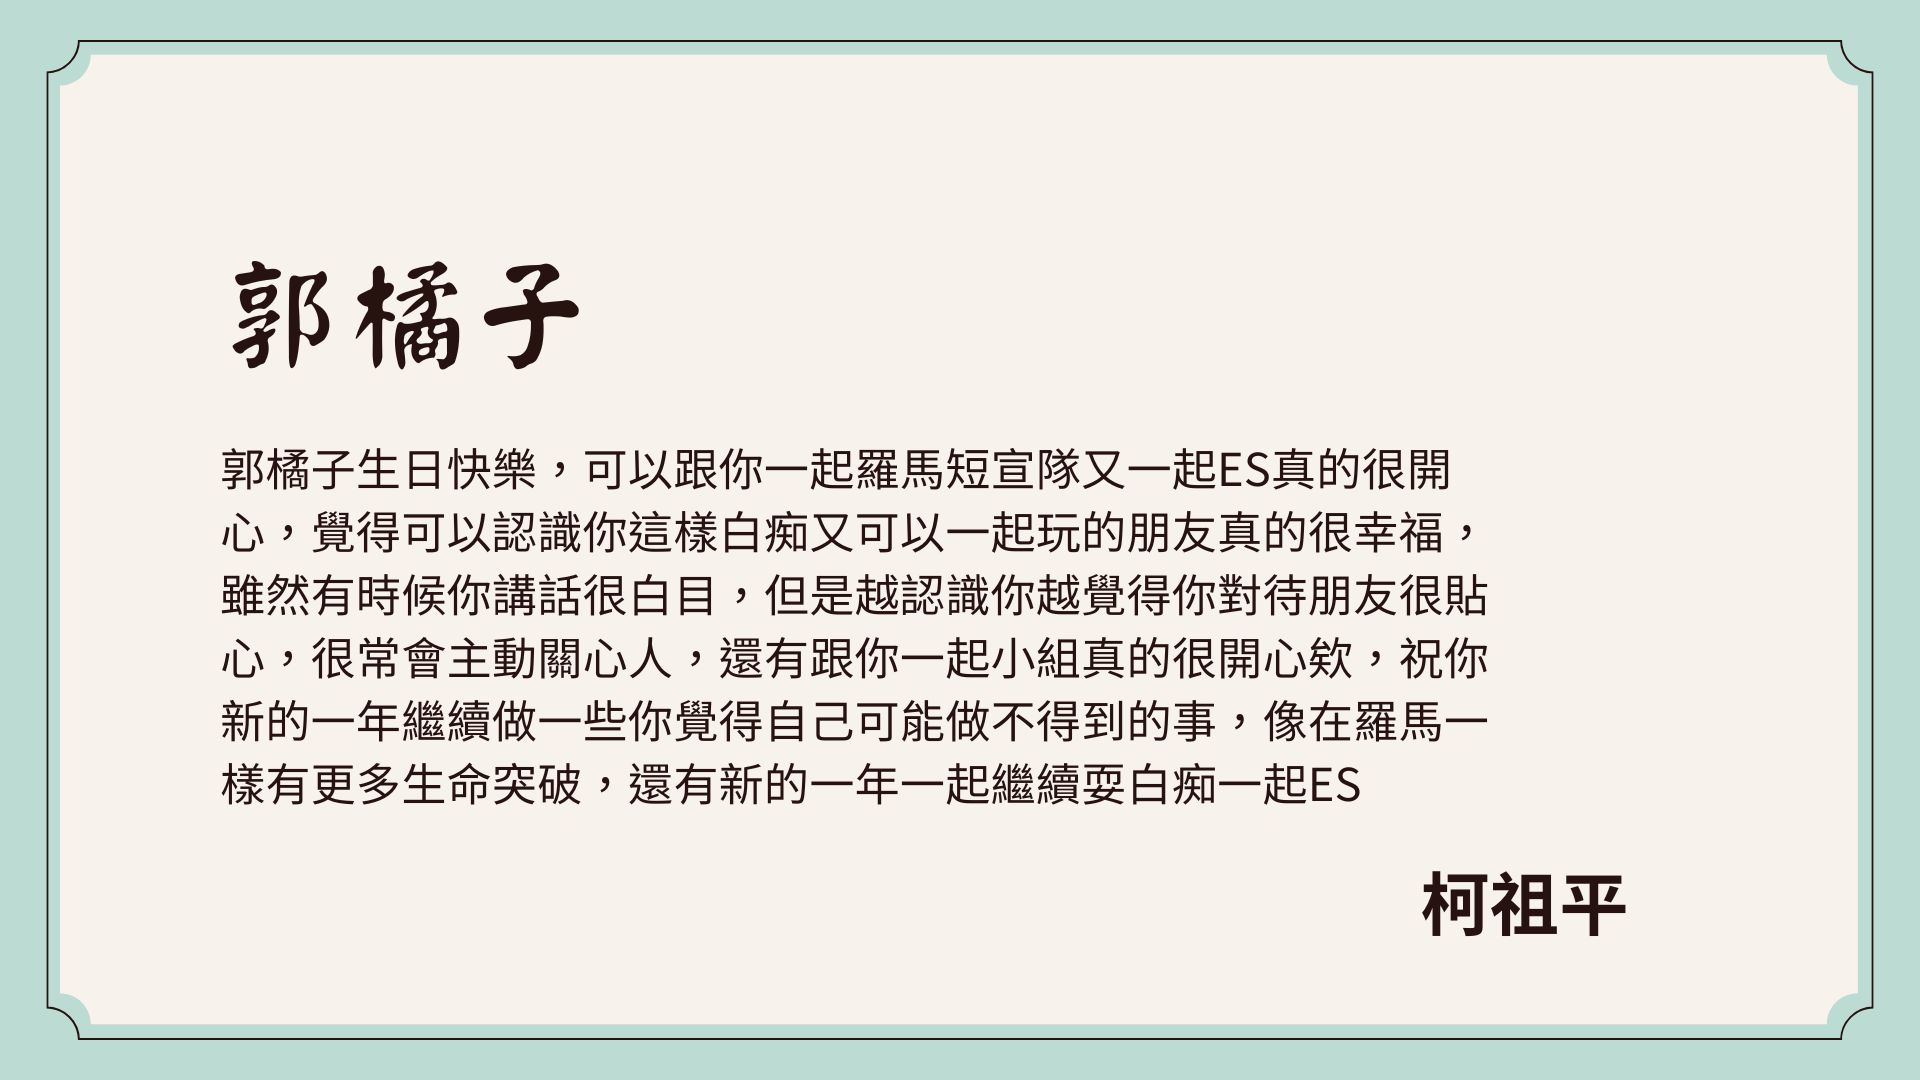 郭橘子
郭橘子生日快樂，可以跟你一起羅馬短宣隊又一起ES真的很開
心，覺得可以認識你這樣白痴又可以一起玩的朋友真的很幸福，
雖然有時候你講話很白目，但是越認識你越覺得你對待朋友很貼
心，很常會主動關心人，還有跟你一起小組真的很開心欸，祝你
新的一年繼續做一些你覺得自己可能做不得到的事，像在羅馬一
樣有更多生命突破，還有新的一年一起繼續耍白痴一起ES
柯祖平